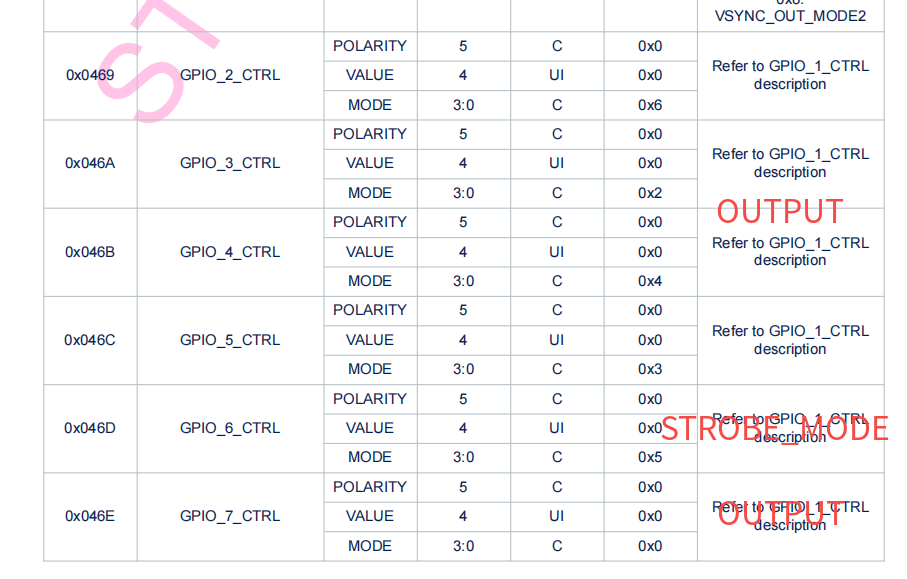 0x8:
VSYNC_OUT_MODE2
POLARITY 5 C 0x0
0x0469 GPIO_2_CTRL VALUE 4 UI 0x0 Refer to GPIO_1_CTRL description
MODE 3:0 C 0x6
POLARITY 5 C 0x0
0x046A GPIO_3_CTRL VALUE 4 UI 0x0 Refer to GPIO_1_CTRL description
MODE 3:0 C 0x2
OUTPUT
POLARITY 5 C 0x0
0x046B GPIO_4_CTRL VALUE 4 UI 0x0 Refer to GPIO_1_CTRL description
MODE 3:0 C 0x4
POLARITY 5 C 0x0
0x046C GPIO_5_CTRL VALUE 4 UI 0x0 Refer to GPIO_1_CTRL description
MODE 3:0 C 0x3
POLARITY 5 C 0x0
0x046D GPIO_6_CTRL VALUE 4 UI 0x0 Refer to GPIO_1_CTRL description
STROBE_MODE
MODE 3:0 C 0x5
POLARITY 5 C 0x0
0x046E GPIO_7_CTRL VALUE 4 UI 0x0 Refer to GPIO_1_CTRL description
OUTPUT
MODE 3:0 C 0x0
ST